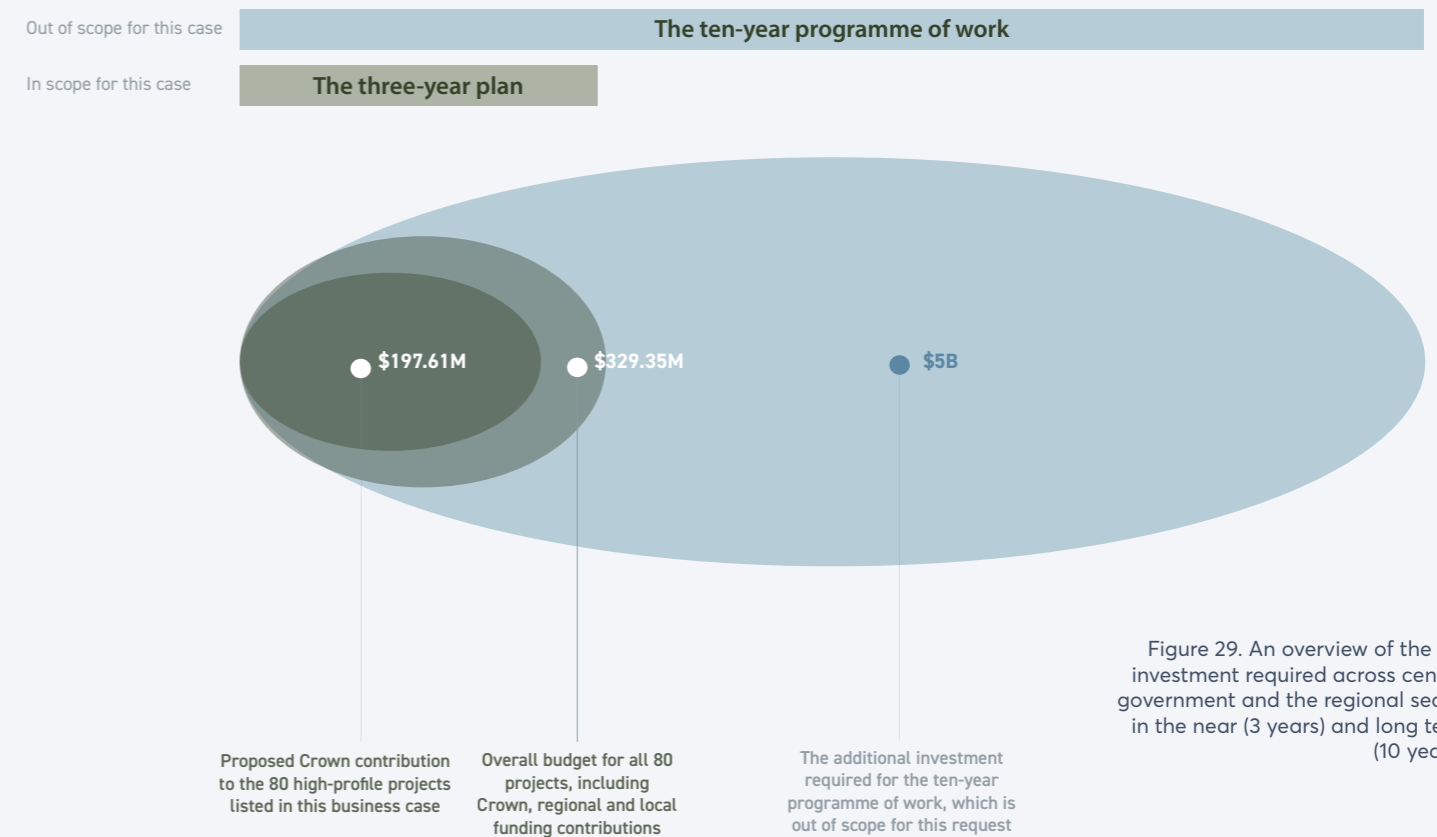 Out of scope for this case
The ten-year programme of work
In scope for this case
The three-year plan
$197.61M
$329.35M
$5B
Figure 29. An overview of the
investment required across
government and the regional
in the near (3 years) and long
(10
Proposed Crown contribution
to the 80 high-profile projects
listed in this business case
Overall budget for all 80
projects, including
Crown, regional and local
funding contributions
The additional investment
required for the ten-year
programme of work, which is
out of scope for this request